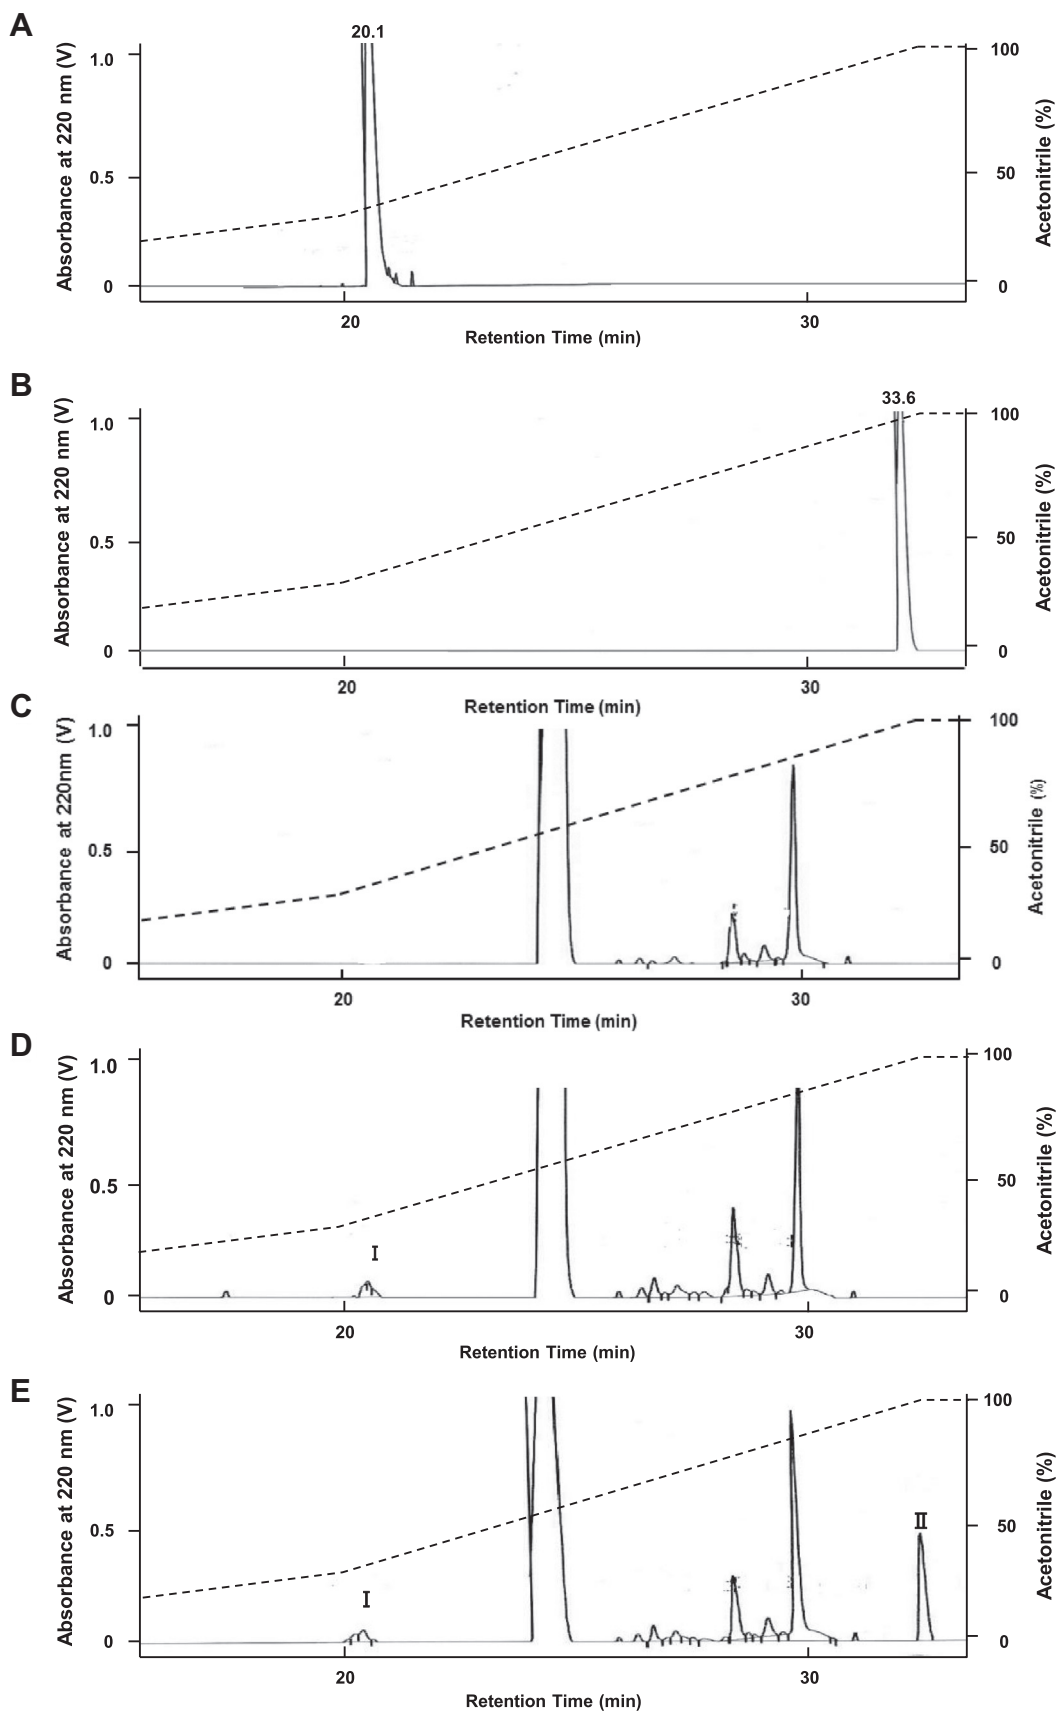 A
20.1
1.0
0.5
0
100
50
0
Absorbance at 220 nm (V)
Acetonitrile (%)
20
30
Retention Time (min)
B
33.6
1.0
0.5
0
100
50
0
Absorbance at 220 nm (V)
Acetonitrile (%)
20
30
Retention Time (min)
C
1.0
0.5
0
100
50
0
Absorbance at 220nm (V)
Acetonitrile (%)
20
30
Retention Time (min)
D
1.0
0.5
0
100
50
0
Absorbance at 220 nm (V)
Acetonitrile (%)
I
20
30
Retention Time (min)
E
1.0
0.5
0
100
50
0
Absorbance at 220 nm (V)
Acetonitrile (%)
I
II
20
30
Retention Time (min)